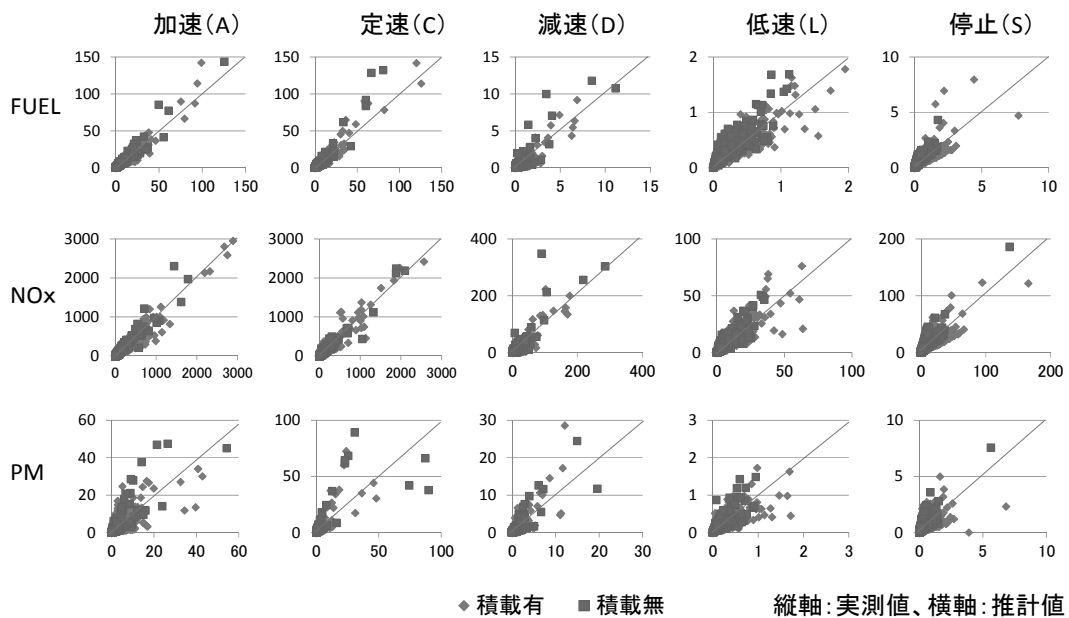 加速(A) 定速(C) 減速(D) 低速(L) 停止(S)
FUEL
150 100 50 0 0 50 100 150
150 100 50 0 0 50 100 150
15 10 5 0 0 5 10 15
2 1 0 0 1 2
10 5 0 0 5 10
NOx
3000 2000 1000 0 0 1000 2000 3000
3000 2000 1000 0 0 1000 2000 3000
400 200 0 0 200 400
100 50 0 0 50 100
200 100 0 0 100 200
PM
60 40 20 0 0 20 40 60
100 50 0 0 50 100
30 20 10 0 0 10 20 30
3 2 1 0 0 1 2 3
10 5 0 0 5 10
積載有 積載無 縦軸:実測値、横軸:推計値